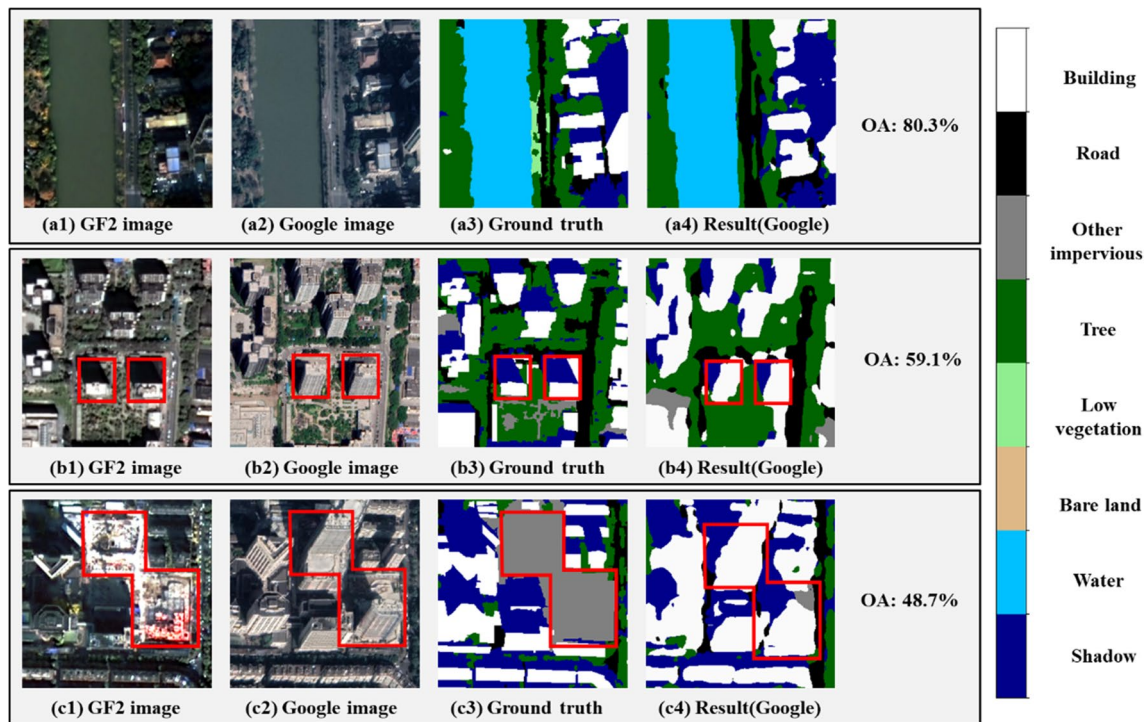 (a1) GF2 image
(a2) Google image
(a3) Ground truth
(a4) Result(Google)
OA: 80.3%
(b1) GF2 image
(b2) Google image
(b3) Ground truth
(b4) Result(Google)
OA: 59.1%
(c1) GF2 image
(c2) Google image
(c3) Ground truth
(c4) Result(Google)
OA: 48.7%
Building
Road
Other
impervious
Tree
Low
vegetation
Bare land
Water
Shadow